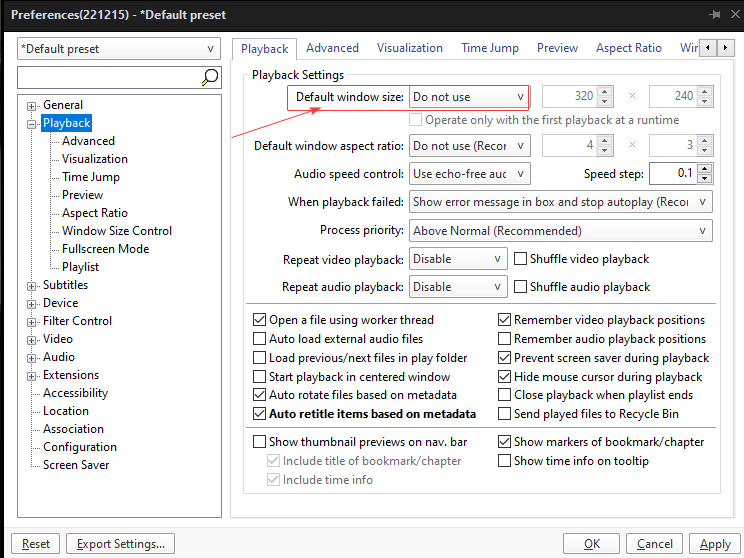 Preferences(221215) - *Default preset
*Default preset
General
Playback
Advanced
Visualization
Time Jump
Preview
Aspect Ratio
Window Size Control
Fullscreen Mode
Playlist
Subtitles
Device
Filter Control
Video
Audio
Extensions
Accessibility
Location
Association
Configuration
Screen Saver
Playback Advanced Visualization Time Jump Preview Aspect Ratio Win
Playback Settings
Default window size: Do not use 320 × 240
Operate only with the first playback at a runtime
Default window aspect ratio: Do not use (Recor 4 × 3
Audio speed control: Use echo-free auc Speed step: 0.1
When playback failed: Show error message in box and stop autoplay (Recor
Process priority: Above Normal (Recommended)
Repeat video playback: Disable Shuffle video playback
Repeat audio playback: Disable Shuffle audio playback
Open a file using worker thread Remember video playback positions
Auto load external audio files Remember audio playback positions
Load previous/next files in play folder Prevent screen saver during playback
Start playback in centered window Hide mouse cursor during playback
Auto rotate files based on metadata Close playback when playlist ends
Auto retitle items based on metadata Send played files to Recycle Bin
Show thumbnail previews on nav. bar Show markers of bookmark/chapter
Include title of bookmark/chapter Show time info on tooltip
Include time info
Reset Export Settings... OK Cancel Apply